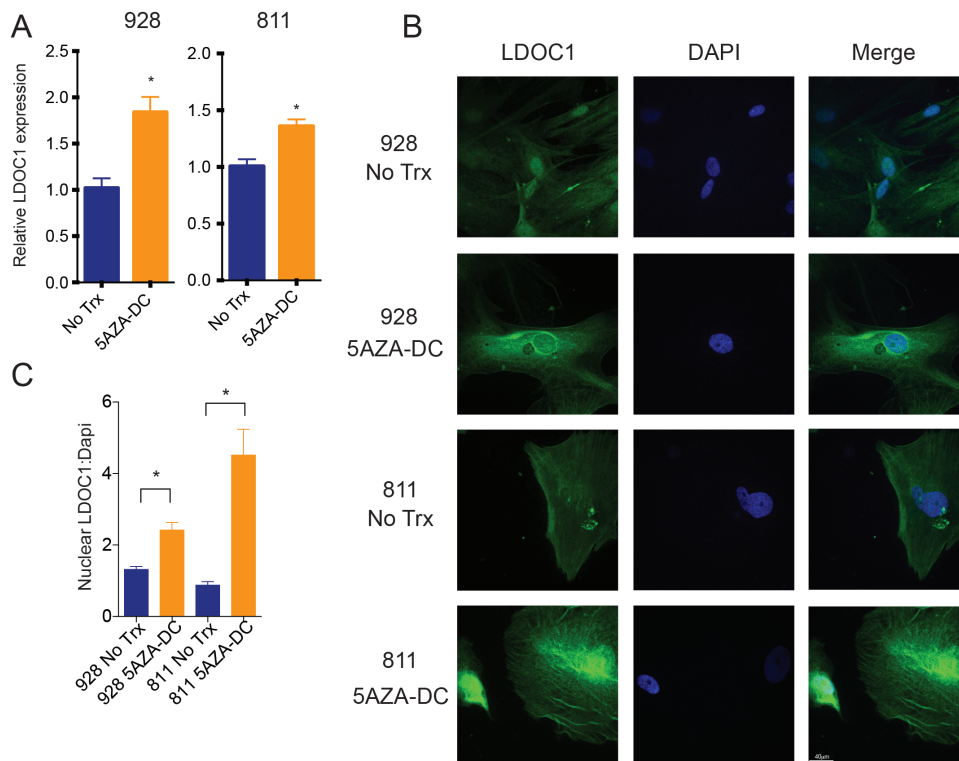 A
928
811
Relative LDOC1 expression
2.5
2.0
1.5
1.0
0.5
0.0
No Trx
5AZA-DC
*
2.0
1.5
1.0
0.5
0.0
No Trx
5AZA-DC
*
B
LDOC1
DAPI
Merge
928
No Trx
928
5AZA-DC
811
No Trx
811
5AZA-DC
40μm
C
Nuclear LDOC1:Dapi
6
4
2
0
*
*
928 No Trx
928 5AZA-DC
811 No Trx
811 5AZA-DC